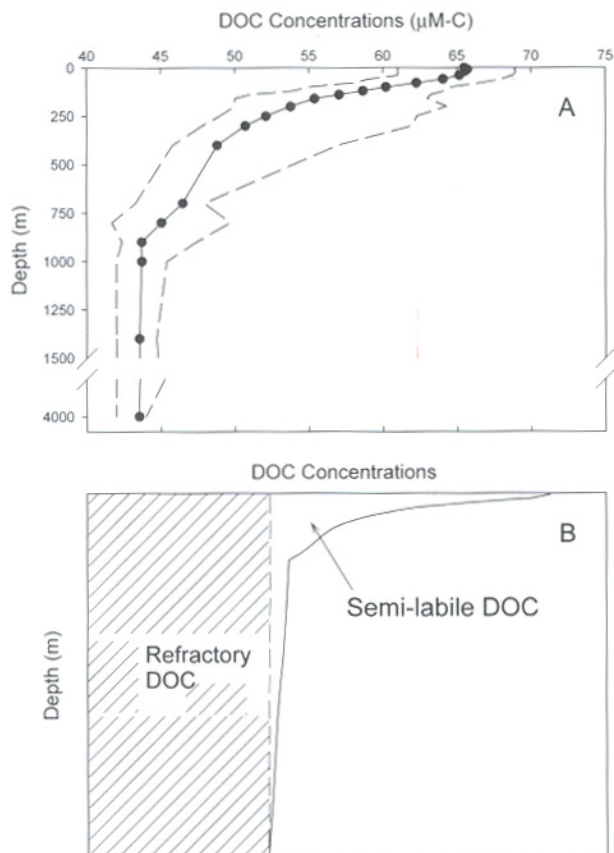 DOC Concentrations (μM-C)
40 45 50 55 60 65 70 75
0
250
500
750
1000
1250
1500
4000
Depth (m)
A
DOC Concentrations
B
Semi-labile DOC
Refractory
DOC
Depth (m)